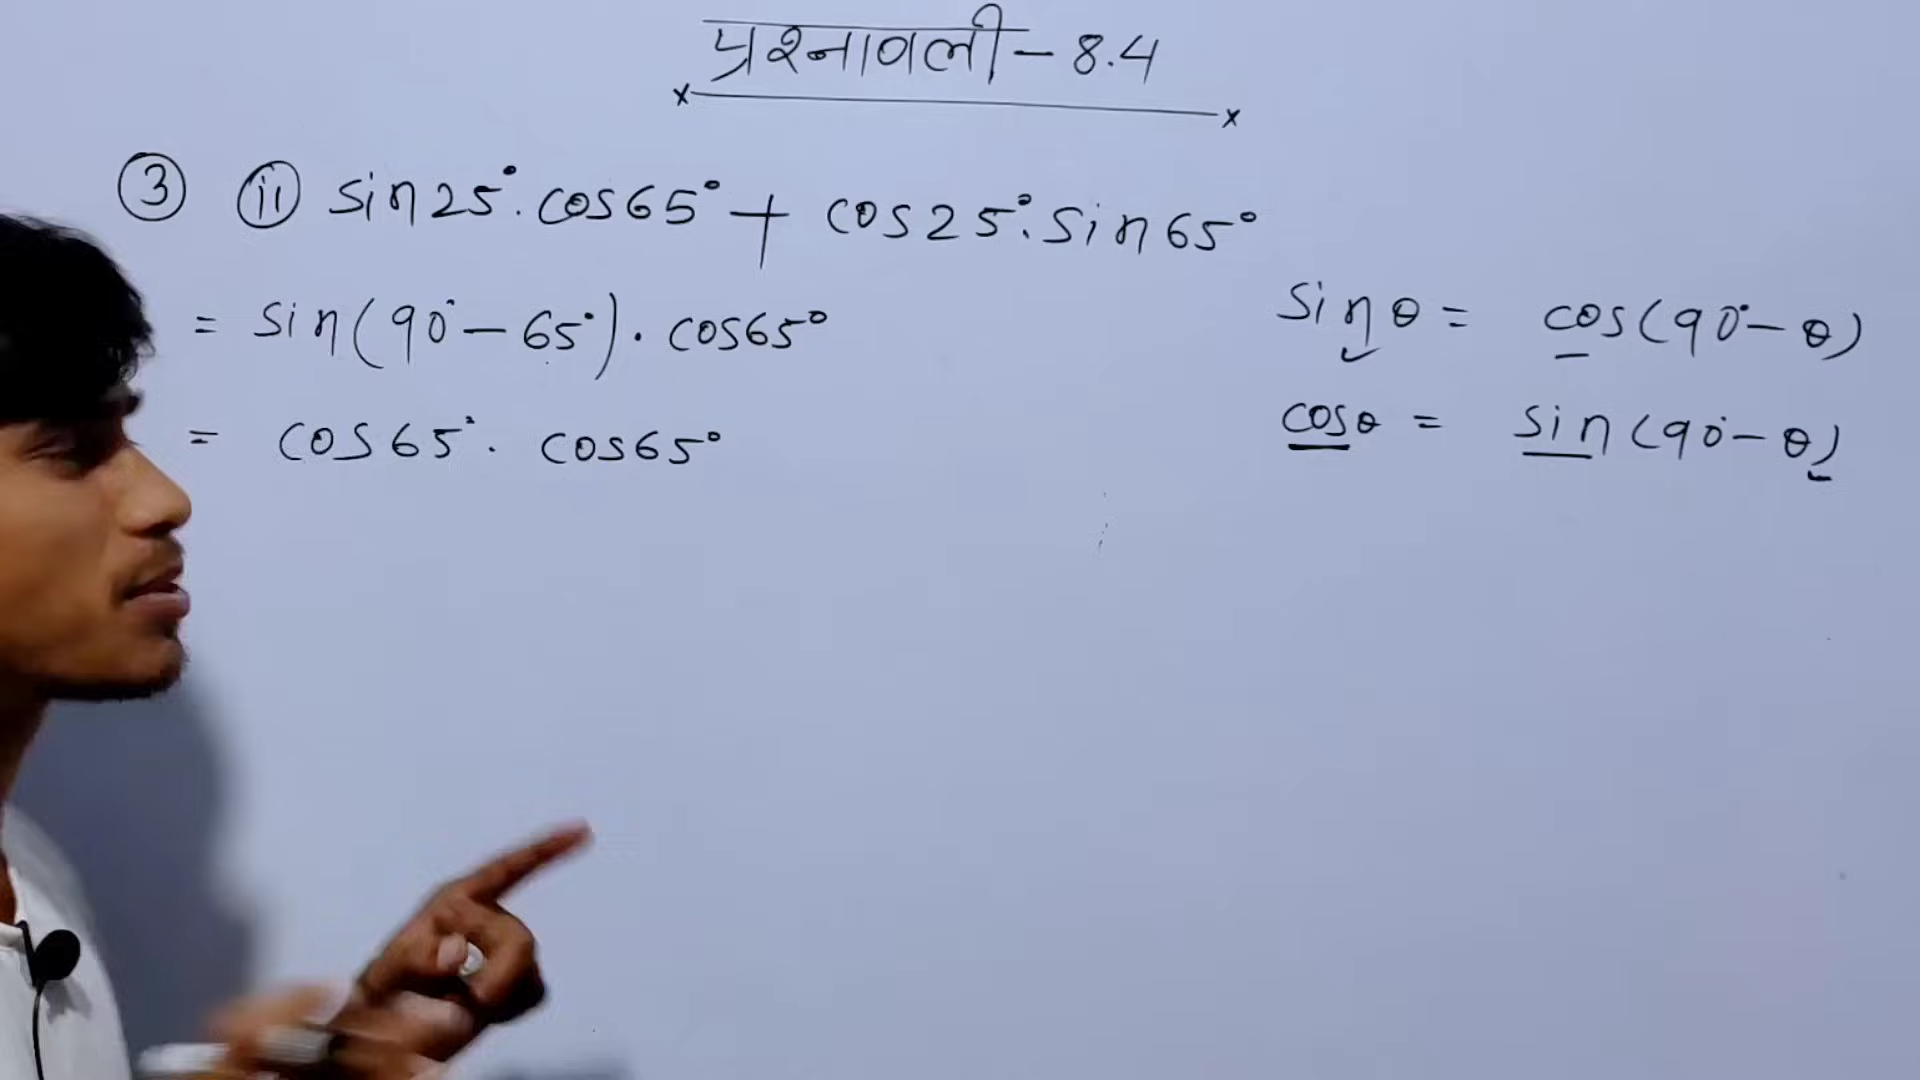 प्रश्नावली - 8.4
③ ⅱ sin25°.cos65° + cos25°.sin65°
= sin(90° - 65°).cos65°
= cos65°. cos65°
sinθ = cos(90° - θ)
cosθ = sin(90° - θ)